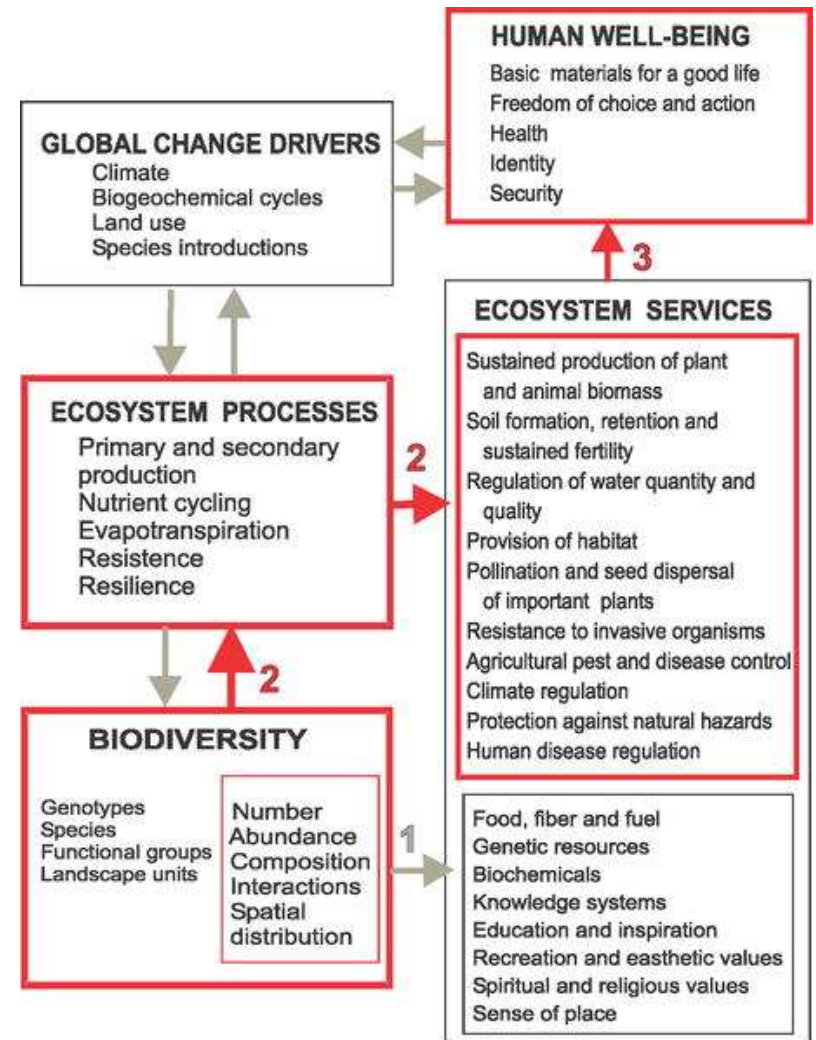 HUMAN WELL-BEING
Basic materials for a good life
Freedom of choice and action
Health
Identity
Security
GLOBAL CHANGE DRIVERS
Climate
Biogeochemical cycles
Land use
Species introductions
3
ECOSYSTEM SERVICES
Sustained production of plant
and animal biomass
Soil formation, retention and
sustained fertility
Regulation of water quantity and
quality
Provision of habitat
Pollination and seed dispersal
of important plants
Resistance to invasive organisms
Agricultural pest and disease control
Climate regulation
Protection against natural hazards
Human disease regulation
ECOSYSTEM PROCESSES
Primary and secondary
production
Nutrient cycling
Evapotranspiration
Resistence
Resilience
2
2
BIODIVERSITY
Genotypes
Species
Functional groups
Landscape units
Number
Abundance
Composition
Interactions
Spatial
distribution
1
Food, fiber and fuel
Genetic resources
Biochemicals
Knowledge systems
Education and inspiration
Recreation and easthetic values
Spiritual and religious values
Sense of place